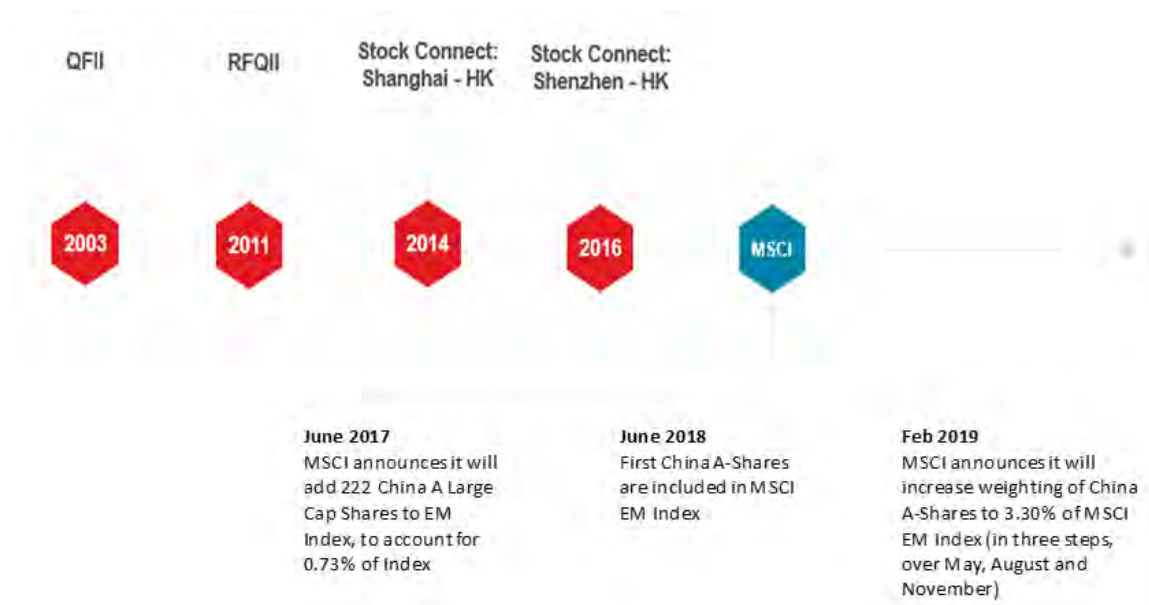 QFII
RFQII
Stock Connect:
Shanghai - HK
Stock Connect:
Shenzhen - HK
2003
2011
2014
2016
MSCI
June 2017
MSCI announces it will
add 222 China A Large
Cap Shares to EM
Index, to account for
0.73% of Index
June 2018
First China A-Shares
are included in MSCI
EM Index
Feb 2019
MSCI announces it will
increase weighting of China
A-Shares to 3.30% of MSCI
EM Index (in three steps,
over May, August and
November)